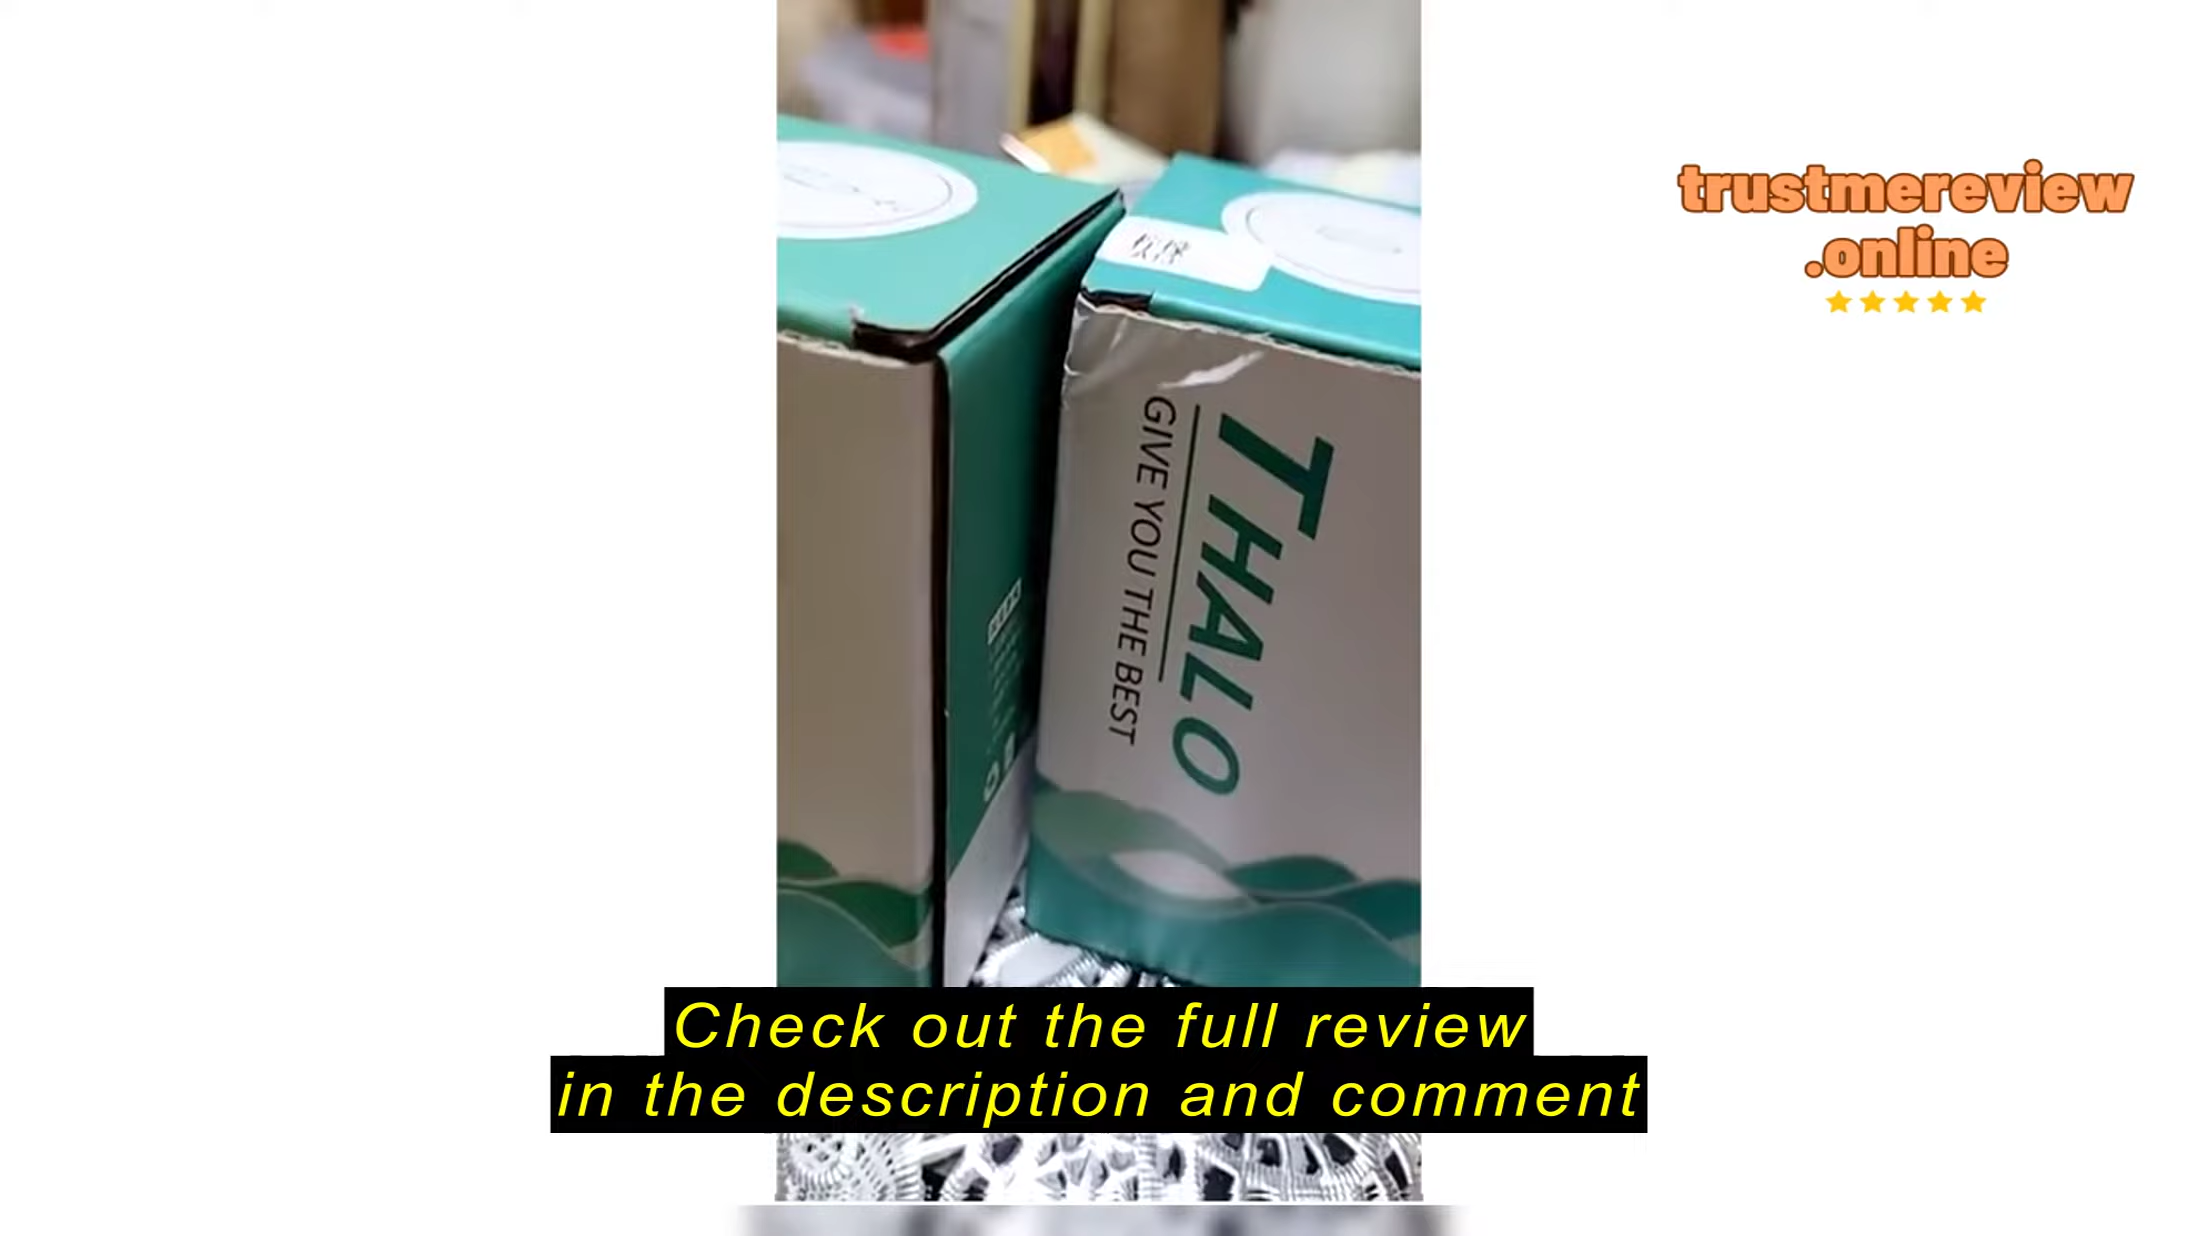 trustmereview
.online
THALO
GIVE YOU THE BEST
Check out the full review
in the description and comment